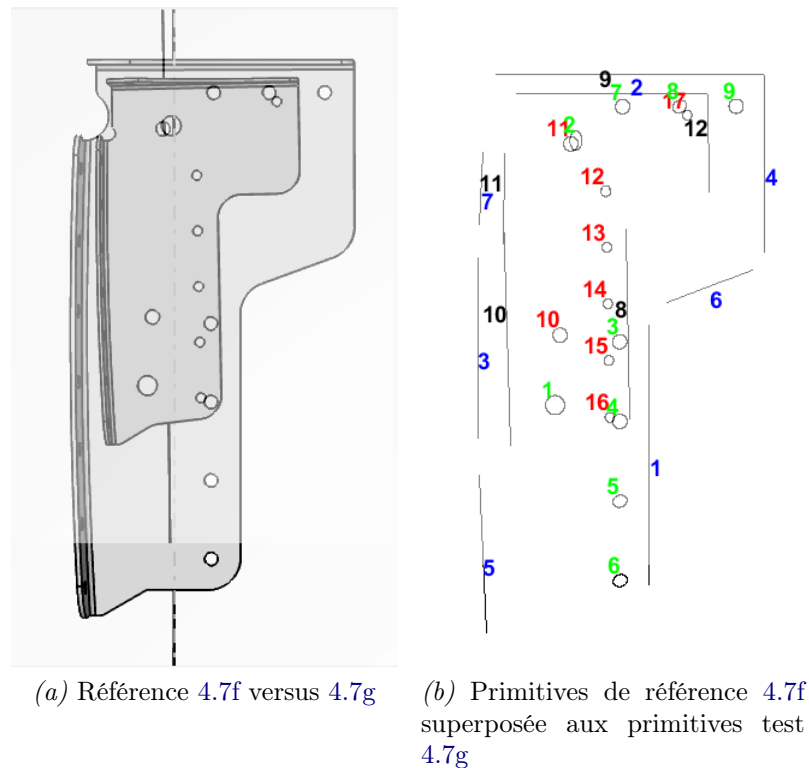 9
7 2 8 9
17
11 2 12
12 4
11
7
13
14 6
10 8
10 3
3 15
1 16 4
1
5
6
5
(a) Référence 4.7f versus 4.7g
(b) Primitives de référence 4.7f
superposée aux primitives test
4.7g